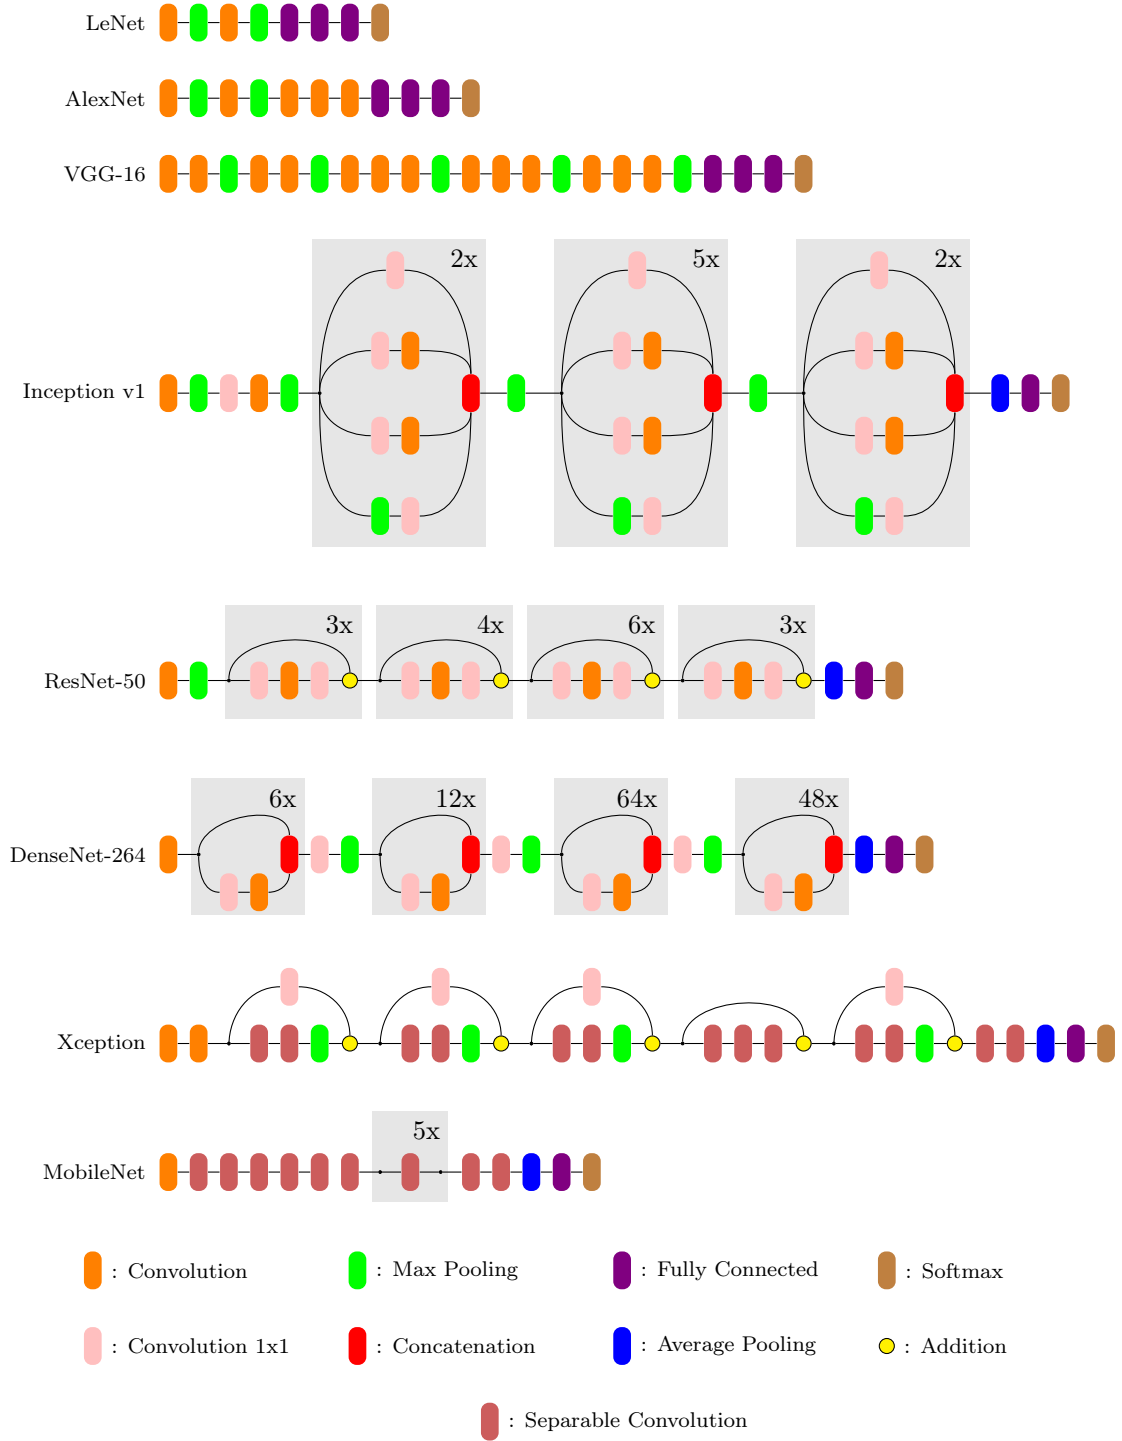 LeNet
AlexNet
VGG-16
2x
5x
2x
Inception v1
3x
4x
6x
3x
ResNet-50
6x
12x
64x
48x
DenseNet-264
Xception
5x
MobileNet
: Convolution
: Max Pooling
: Fully Connected
: Softmax
: Convolution 1x1
: Concatenation
: Average Pooling
: Addition
: Separable Convolution